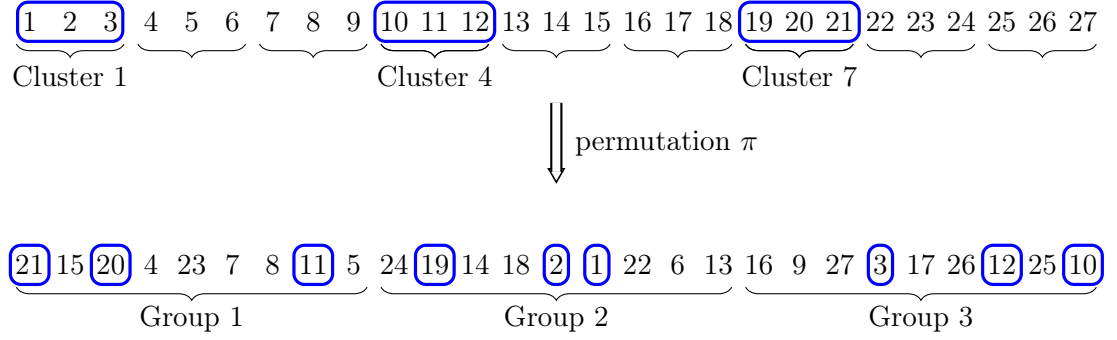 1 2 3 4 5 6 7 8 9 10 11 12 13 14 15 16 17 18 19 20 21 22 23 24 25 26 27
Cluster 1 Cluster 4 Cluster 7
permutation π
21 15 20 4 23 7 8 11 5 24 19 14 18 2 1 22 6 13 16 9 27 3 17 26 12 25 10
Group 1 Group 2 Group 3